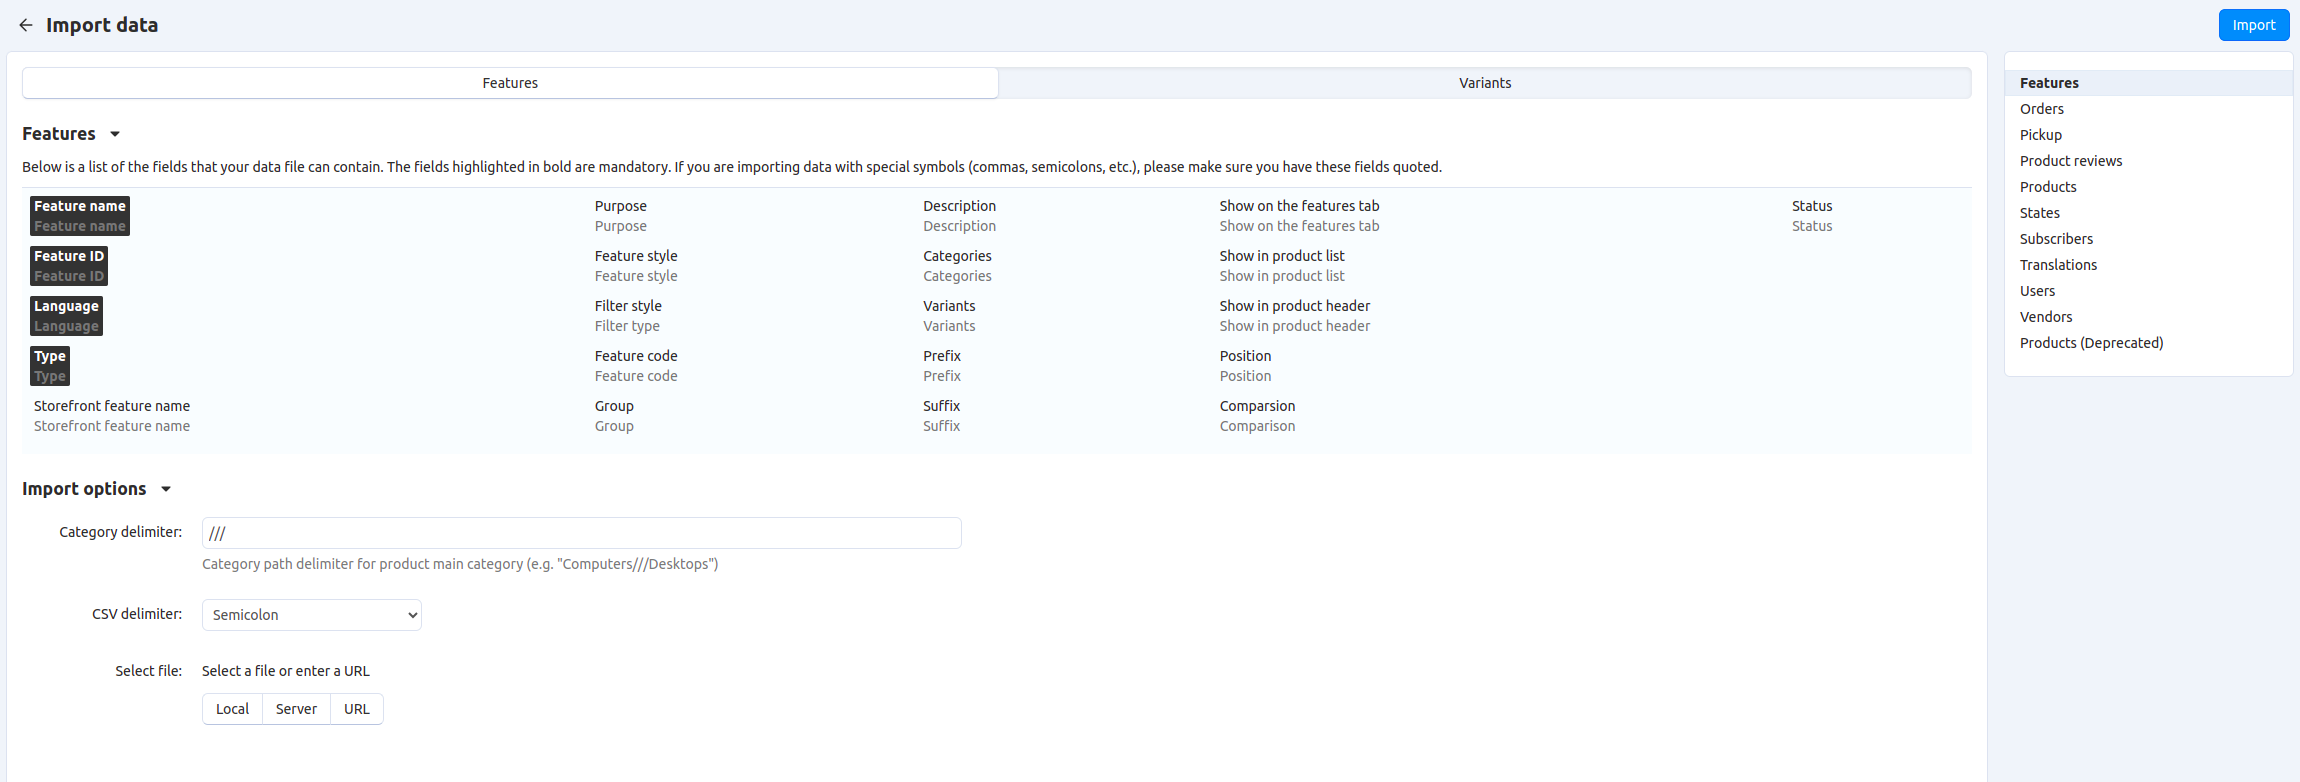 Import data
Import
Features
Variants
Features
Below is a list of the fields that your data file can contain. The fields highlighted in bold are mandatory. If you are importing data with special symbols (commas, semicolons, etc.), please make sure you have these fields quoted.
Feature name
Feature name
Feature ID
Feature ID
Language
Language
Type
Type
Storefront feature name
Storefront feature name
Purpose
Purpose
Feature style
Feature style
Filter style
Filter type
Feature code
Feature code
Group
Group
Description
Description
Categories
Categories
Variants
Variants
Prefix
Prefix
Suffix
Suffix
Show on the features tab
Show on the features tab
Show in product list
Show in product list
Show in product header
Show in product header
Position
Position
Comparsion
Comparison
Status
Status
Import options
Category delimiter:
///
Category path delimiter for product main category (e.g. "Computers///Desktops")
CSV delimiter:
Semicolon
Select file:
Select a file or enter a URL
Local
Server
URL
Features
Orders
Pickup
Product reviews
Products
States
Subscribers
Translations
Users
Vendors
Products (Deprecated)